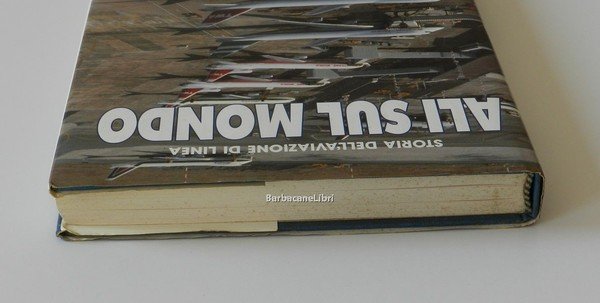 ALI SUL MONDO
STORIA DELL'AVIAZIONE DI LINEA
BarbacaneLibri